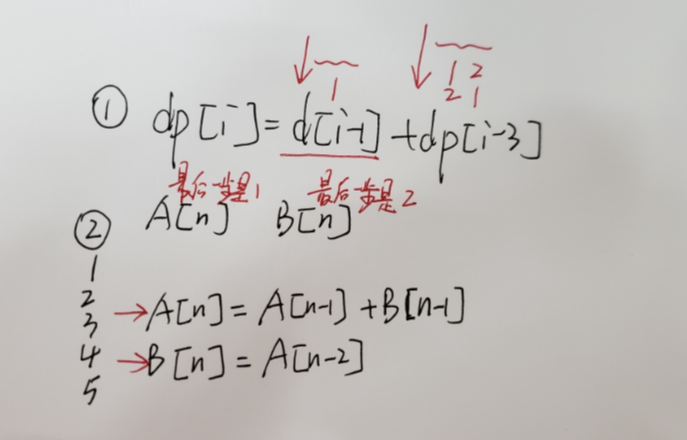 1 1 2
2 1
① dp[i]=d[i-1]+dp[i-3]
最后一步是1 最后一步是2
② A[n] B[n]
1
2
3 →A[n]=A[n-1]+B[n-1]
4 →B[n]=A[n-2]
5